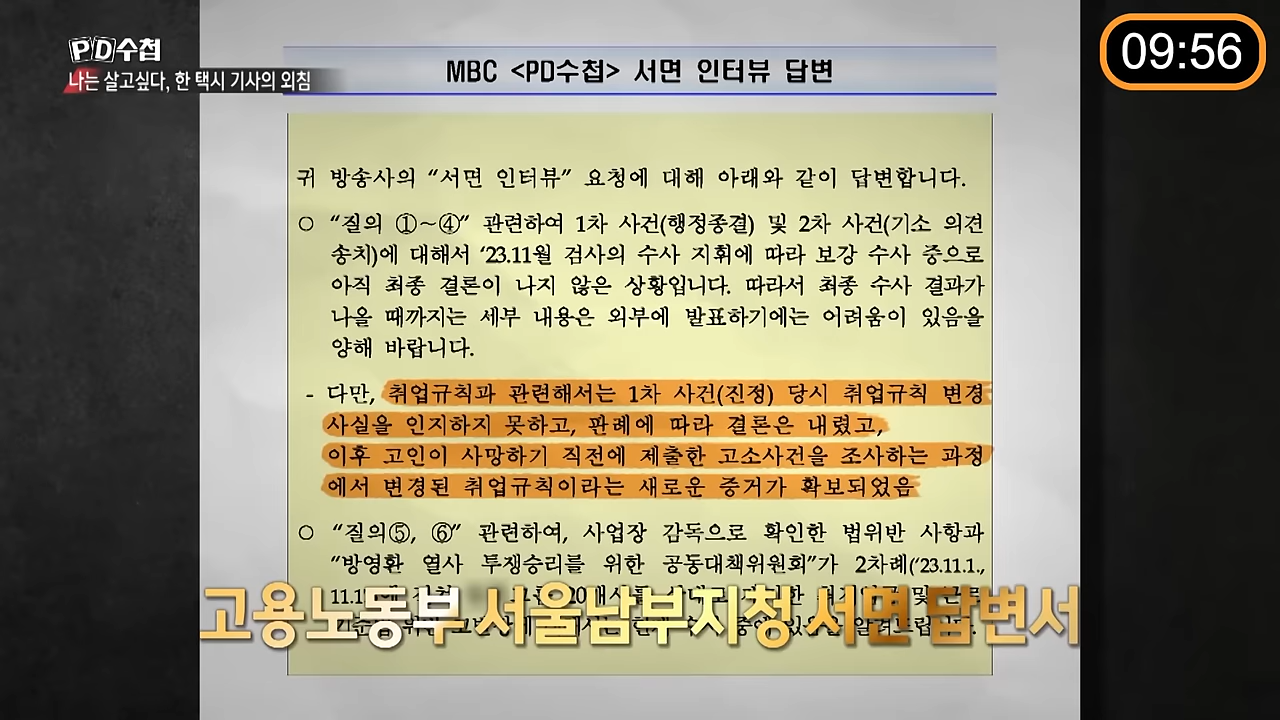 PD수첩
나는 살고싶다, 한 택시 기사의 외침
09:56
MBC <PD수첩> 서면 인터뷰 답변
귀 방송사의 “서면 인터뷰” 요청에 대해 아래와 같이 답변합니다.
○ “질의 ①~④” 관련하여 1차 사건(행정종결) 및 2차 사건(기소 의견
송치)에 대해서 ‘23.11월 검사의 수사 지휘에 따라 보강 수사 중으로
아직 최종 결론이 나지 않은 상황입니다. 따라서 최종 수사 결과가
나올 때까지는 세부 내용은 외부에 발표하기에는 어려움이 있음을
양해 바랍니다.
- 다만, 취업규칙과 관련해서는 1차 사건(진정) 당시 취업규칙 변경
사실을 인지하지 못하고, 판례에 따라 결론은 내렸고,
이후 고인이 사망하기 직전에 제출한 고소사건을 조사하는 과정
에서 변경된 취업규칙이라는 새로운 증거가 확보되었음
○ “질의⑤, ⑥” 관련하여, 사업장 감독으로 확인한 법위반 사항과
“방영환 열사 투쟁승리를 위한 공동대책위원회”가 2차례(‘23.11.1.,
고용노동부 서울남부지청 서면 답변서